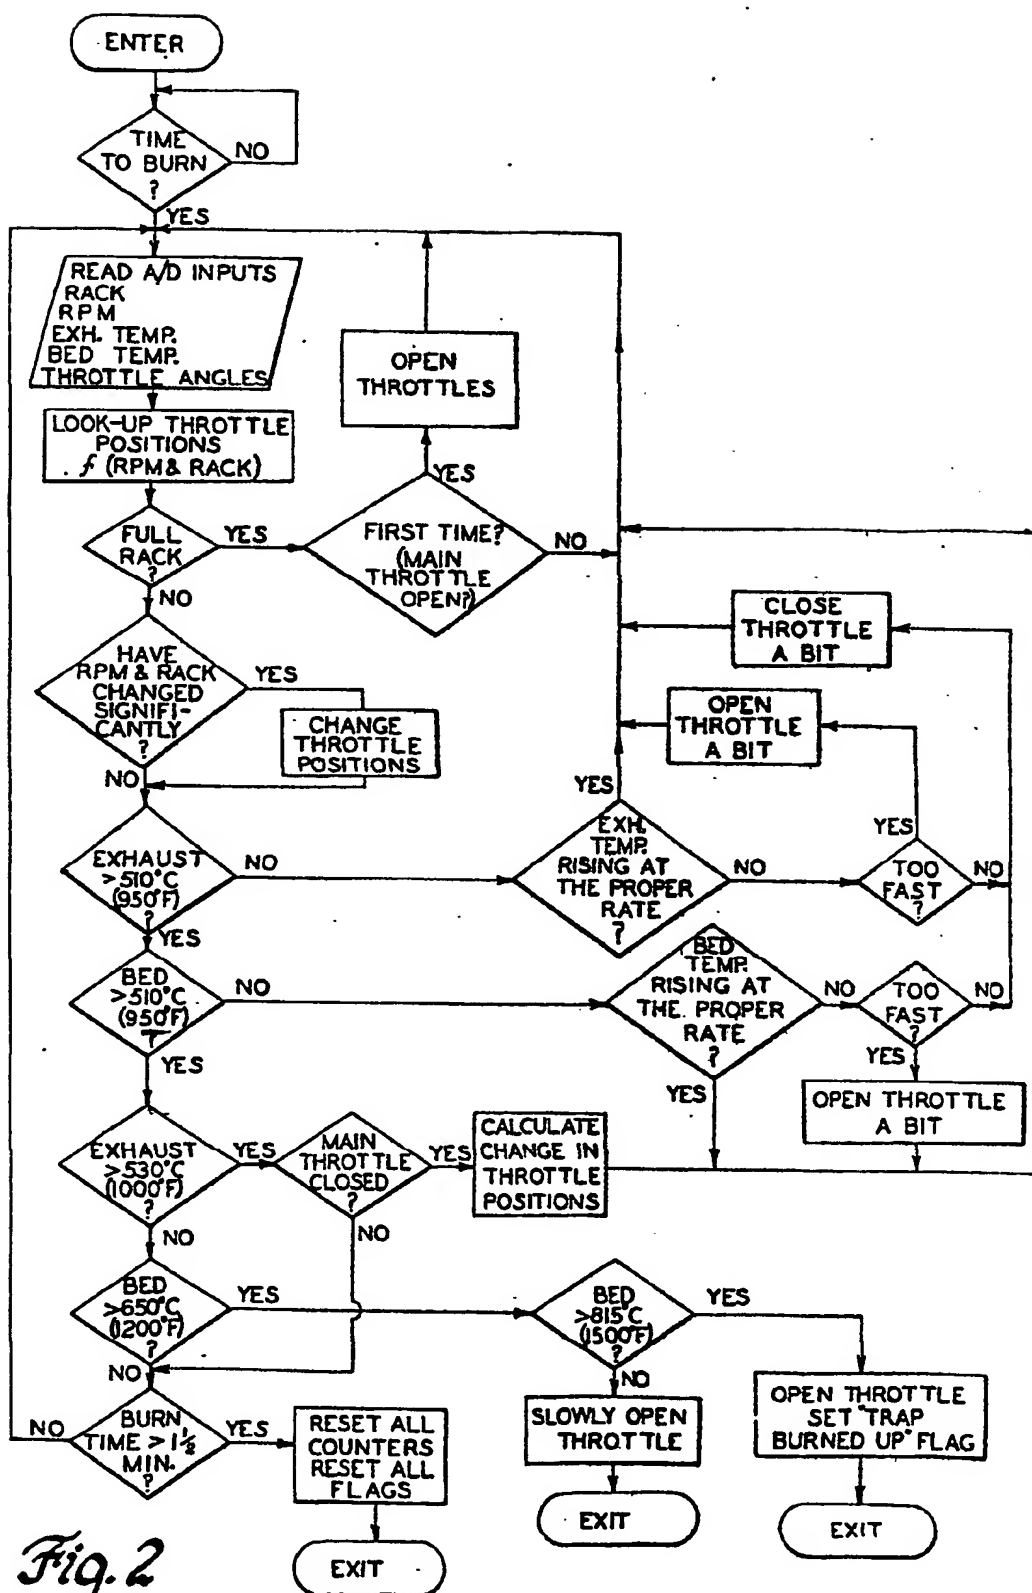 ENTER
TIME
TO BURN
?
NO
YES
READ A/D INPUTS
RACK
RPM
EXH. TEMP.
BED TEMP.
THROTTLE ANGLES
OPEN
THROTTLES
LOOK-UP THROTTLE
POSITIONS
f (RPM & RACK)
YES
FULL
RACK
?
YES
FIRST TIME?
(MAIN
THROTTLE
OPEN?)
NO
NO
CLOSE
THROTTLE
A BIT
HAVE
RPM & RACK
CHANGED
SIGNIFI-
CANTLY
?
YES
CHANGE
THROTTLE
POSITIONS
OPEN
THROTTLE
A BIT
NO
YES
YES
EXHAUST
>510°C
(950°F)
?
NO
EXH.
TEMP.
RISING AT
THE PROPER
RATE
?
NO
TOO
FAST
?
NO
YES
BED
>510°C
(950°F)
?
NO
BED
TEMP.
RISING AT
THE PROPER
RATE
?
NO
TOO
FAST
?
NO
YES
YES
YES
OPEN THROTTLE
A BIT
EXHAUST
>530°C
(1000°F)
?
YES
MAIN
THROTTLE
CLOSED
?
YES
CALCULATE
CHANGE IN
THROTTLE
POSITIONS
NO
NO
BED
>650°C
(1200°F)
?
YES
BED
>815°C
(1500°F)
?
YES
NO
NO
OPEN THROTTLE
SET "TRAP
BURNED UP" FLAG
NO
BURN
TIME > 1½
MIN.
?
YES
RESET ALL
COUNTERS
RESET ALL
FLAGS
SLOWLY OPEN
THROTTLE
EXIT
EXIT
EXIT
Fig. 2